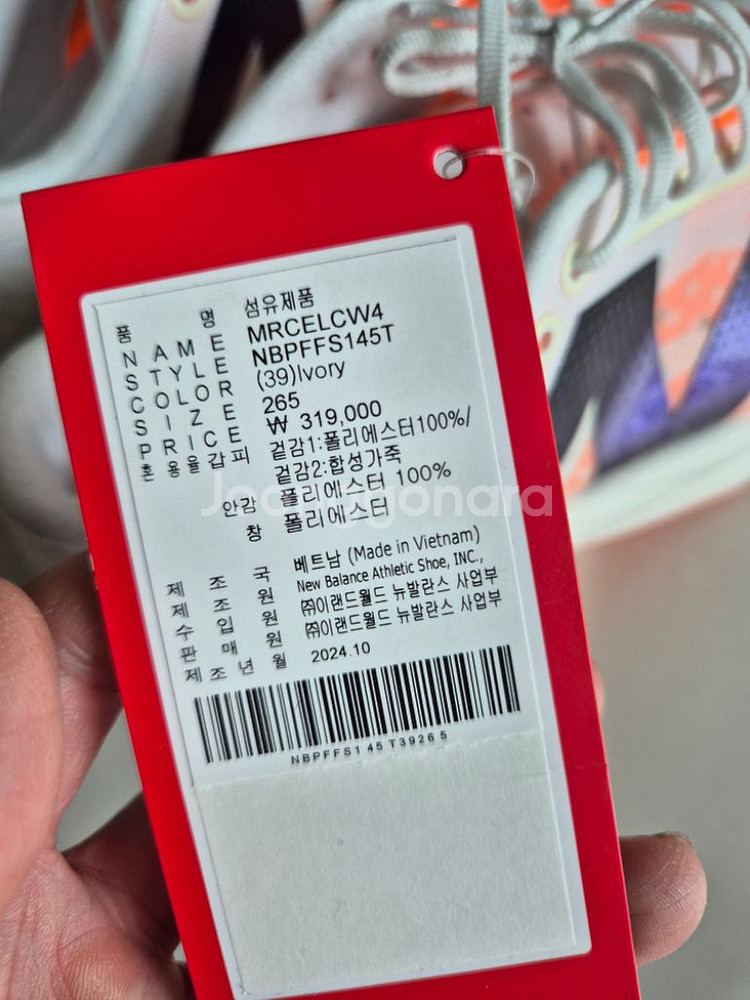 품 명 섬유제품
NAME MRCELCW4
STYLE NBPFFS145T
COLOR (39)Ivory
SIZE 265
PRICE ₩ 319,000
혼용율 갑피 겉감1:폴리에스터100%/
겉감2:합성가죽
안감 폴리에스터 100%
창 폴리에스터
Joonggonara
제조국 베트남 (Made in Vietnam)
제조원 New Balance Athletic Shoe, INC.,
수입원 ㈜이랜드월드 뉴발란스 사업부
판매원 ㈜이랜드월드 뉴발란스 사업부
제조년월 2024.10
NBPFFS145T39265